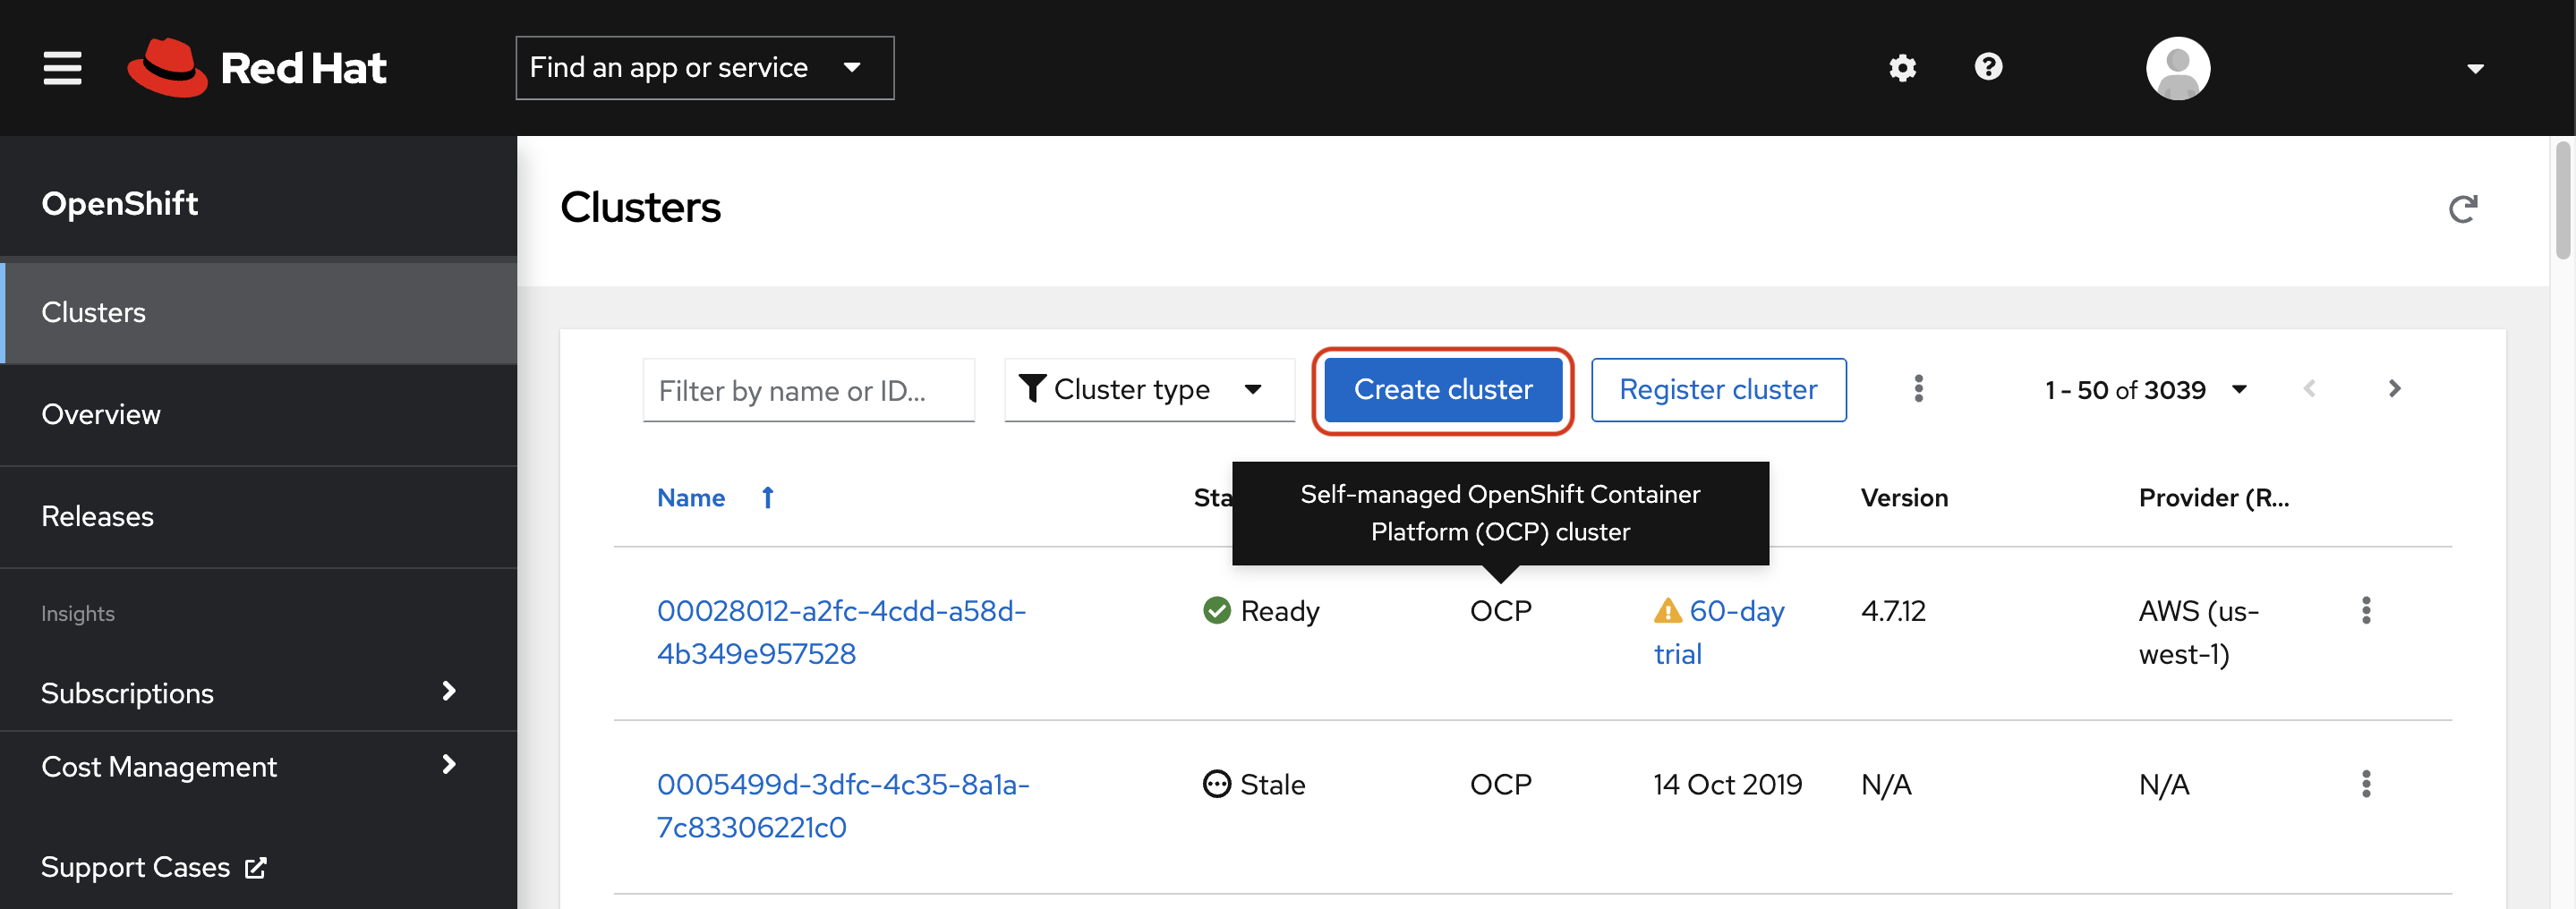 Red Hat
Find an app or service
OpenShift
Clusters
Overview
Releases
Insights
Subscriptions
Cost Management
Support Cases
Clusters
Filter by name or ID...
Cluster type
Create cluster
Register cluster
1 - 50 of 3039
Name
Sta
Self-managed OpenShift Container
Platform (OCP) cluster
Version
Provider (R...
00028012-a2fc-4cdd-a58d-
4b349e957528
Ready
OCP
60-day
trial
4.7.12
AWS (us-
west-1)
0005499d-3dfc-4c35-8a1a-
7c83306221c0
Stale
OCP
14 Oct 2019
N/A
N/A